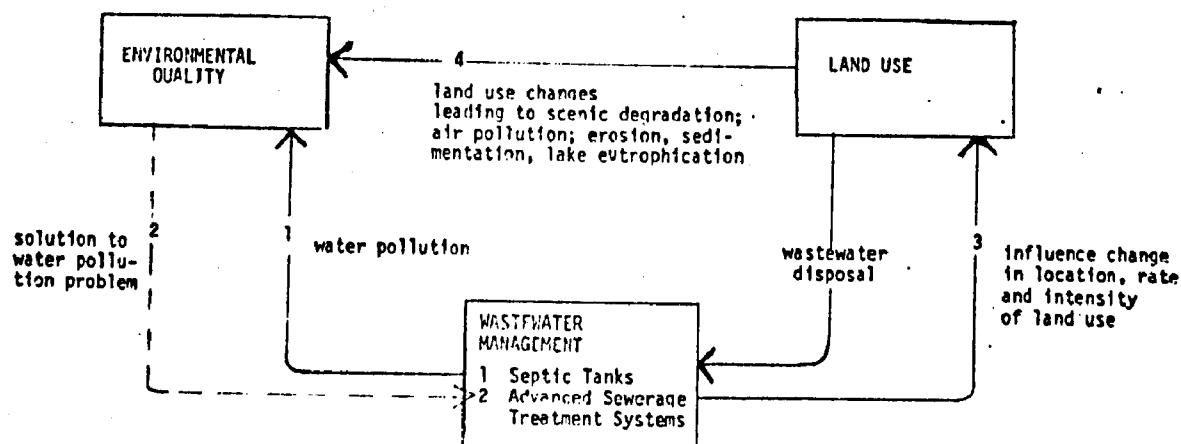 ENVIRONMENTAL
QUALITY
LAND USE
4
land use changes
leading to scenic degradation;
air pollution; erosion, sedi-
mentation, lake evtrophication
2
solution to
water pollu-
tion problem
1
water pollution
wastewater
disposal
3
influence change
in location, rate
and intensity
of land use
WASTEWATER
MANAGEMENT
1 Septic Tanks
2 Advanced Sewerage
Treatment Systems